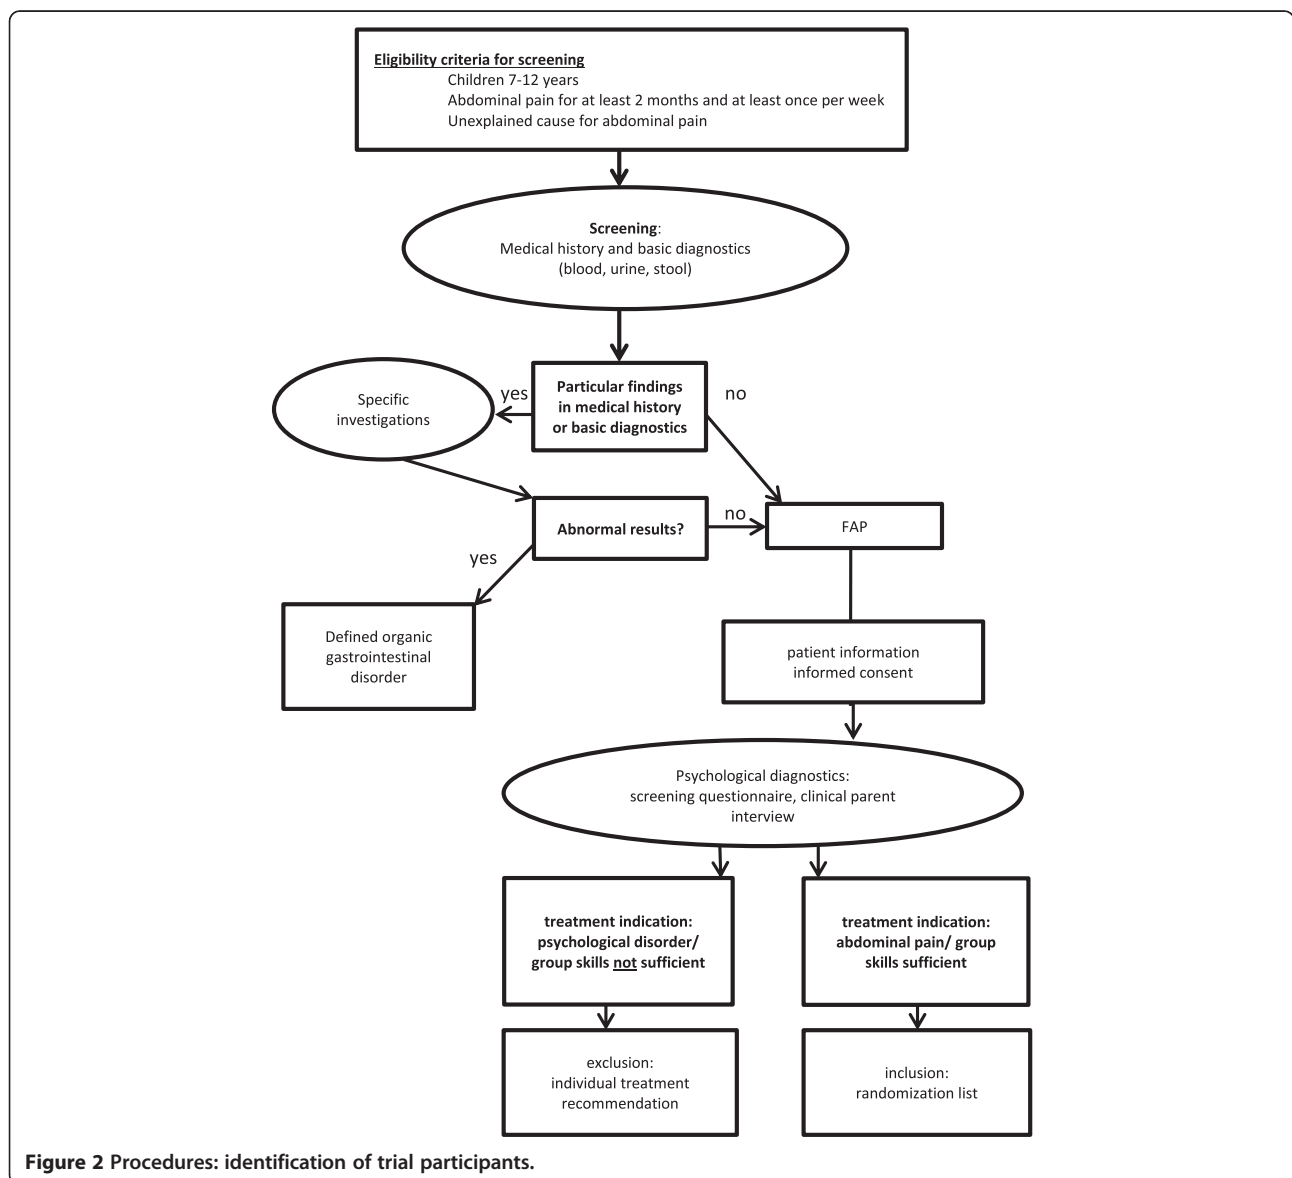 Eligibility criteria for screening
Children 7-12 years
Abdominal pain for at least 2 months and at least once per week
Unexplained cause for abdominal pain
Screening:
Medical history and basic diagnostics
(blood, urine, stool)
Specific
investigations
yes
Particular findings
in medical history
or basic diagnostics
no
Abnormal results?
no
FAP
yes
Defined organic
gastrointestinal
disorder
patient information
informed consent
Psychological diagnostics:
screening questionnaire, clinical parent
interview
treatment indication:
psychological disorder/
group skills not sufficient
treatment indication:
abdominal pain/ group
skills sufficient
exclusion:
individual treatment
recommendation
inclusion:
randomization list
Figure 2 Procedures: identification of trial participants.